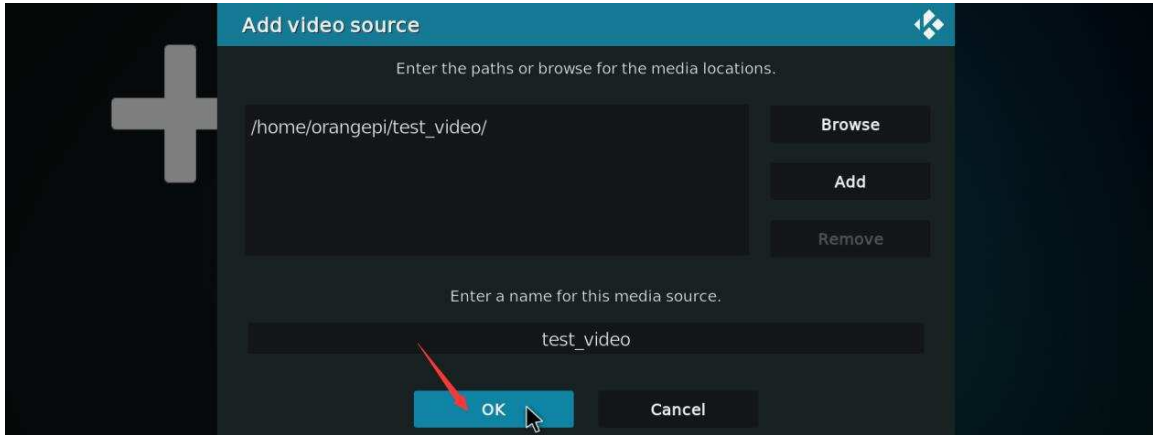 Add video source
Enter the paths or browse for the media locations.
/home/orangepi/test_video/
Browse
Add
Remove
Enter a name for this media source.
test_video
OK
Cancel